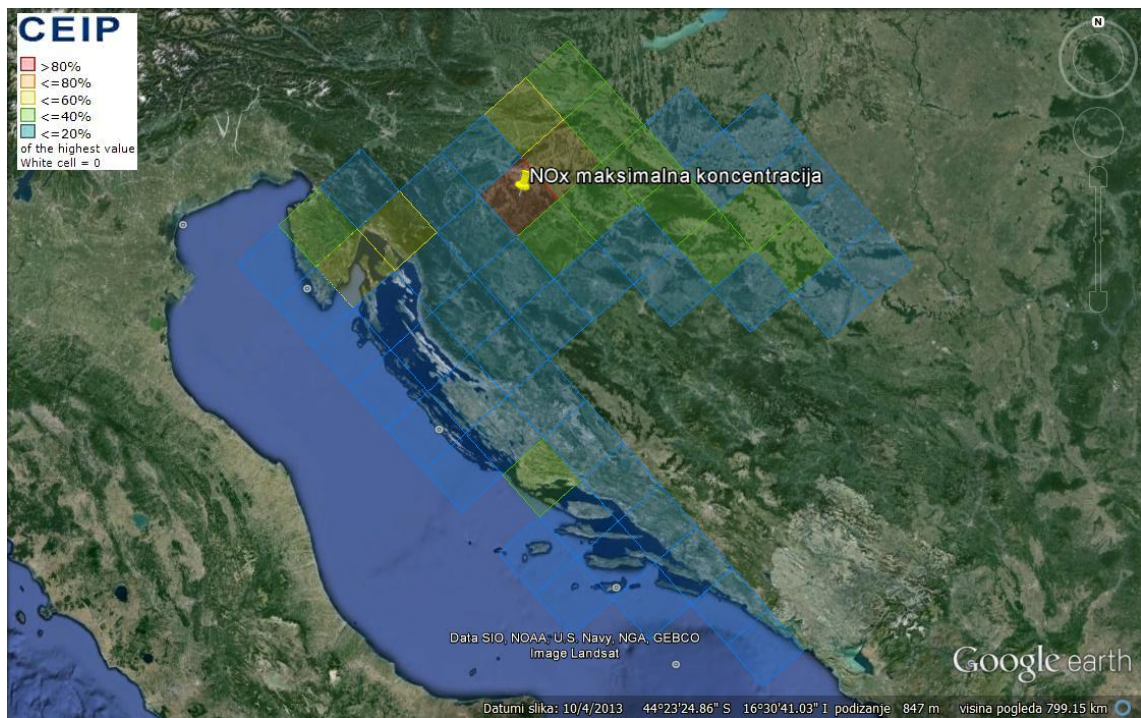 CEIP
>80%
<=80%
<=60%
<=40%
<=20%
of the highest value
White cell = 0
N
NOx maksimalna koncentracija
Data SIO, NOAA, U.S. Navy, NGA, GEBCO
Image Landsat
Google earth
Datumi slika: 10/4/2013 44°23'24.86" S 16°30'41.03" I podizanje 847 m visina pogleda 799.15 km